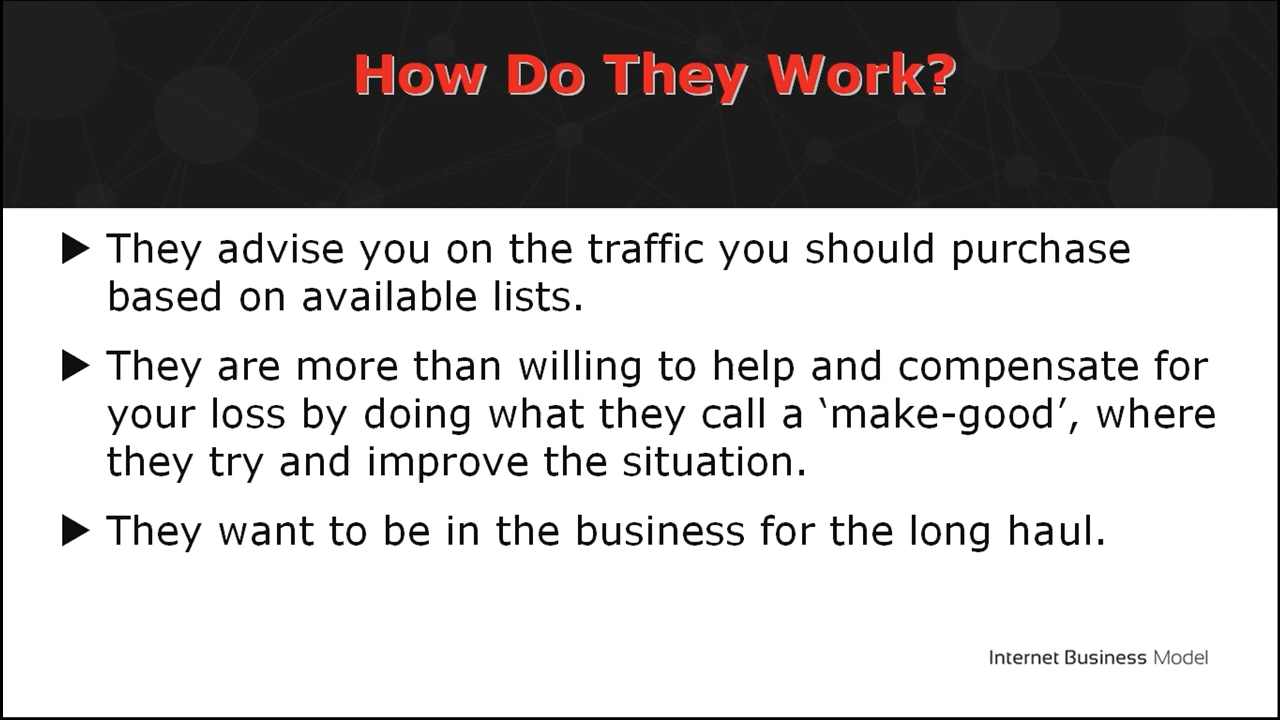 How Do They Work?
They advise you on the traffic you should purchase
based on available lists.
They are more than willing to help and compensate for
your loss by doing what they call a ‘make-good’, where
they try and improve the situation.
They want to be in the business for the long haul.
Internet Business Model